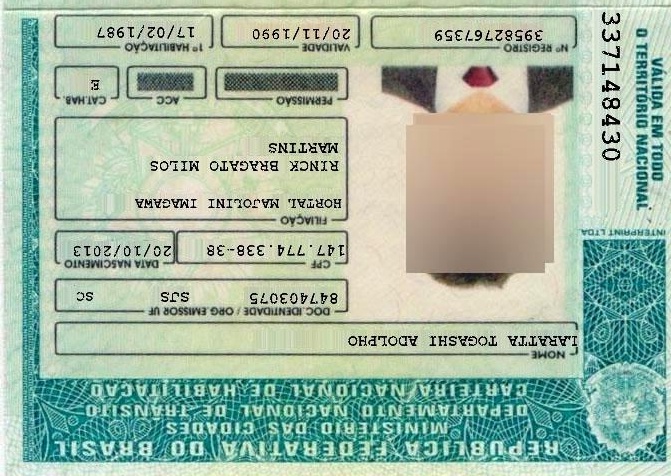 REPÚBLICA FEDERATIVA DO BRASIL
MINISTÉRIO DAS CIDADES
DEPARTAMENTO NACIONAL DE TRÂNSITO
CARTEIRA NACIONAL DE HABILITAÇÃO
NOME
LARATTA TOGASHI ADOLPHO
DOC. IDENTIDADE / ORG. EMISSOR UF
847403075 SJS SC
CPF
147.774.338-38
DATA NASCIMENTO
20/10/2013
FILIAÇÃO
HORTAL MAJOLINI IMAGAWA
RINCK BRAGATO MILOS
MARTINS
PERMISSÃO
ACC
CAT.HAB.
E
Nº REGISTRO
39582767359
VALIDADE
20/11/1990
1ª HABILITAÇÃO
17/02/1987
VÁLIDA EM TODO
O TERRITÓRIO NACIONAL
337148430
INTERPRINT LTDA